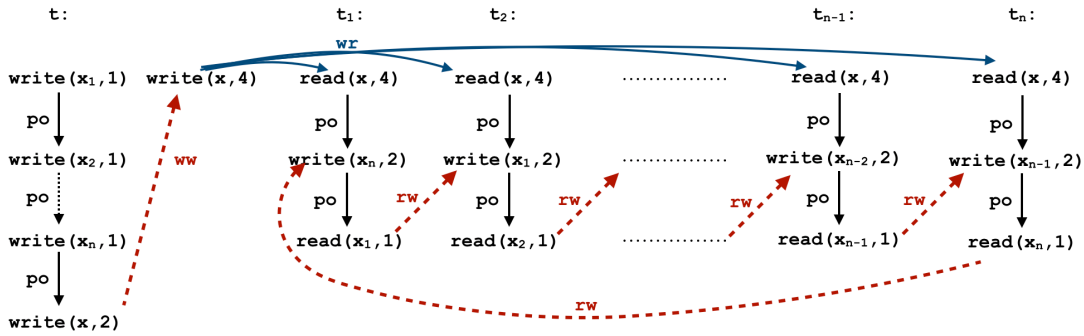 t: t₁: t₂: tₙ₋₁: tₙ:
wr
write(x₁,1) write(x,4) read(x,4) read(x,4) ................ read(x,4) read(x,4)
po po po po po
ww
write(x₂,1) write(xₙ,2) write(x₁,2) ................ write(xₙ₋₂,2) write(xₙ₋₁,2)
po po po po po
rw rw rw rw
write(xₙ,1) read(x₁,1) read(x₂,1) ................ read(xₙ₋₁,1) read(xₙ,1)
po
rw
write(x,2)